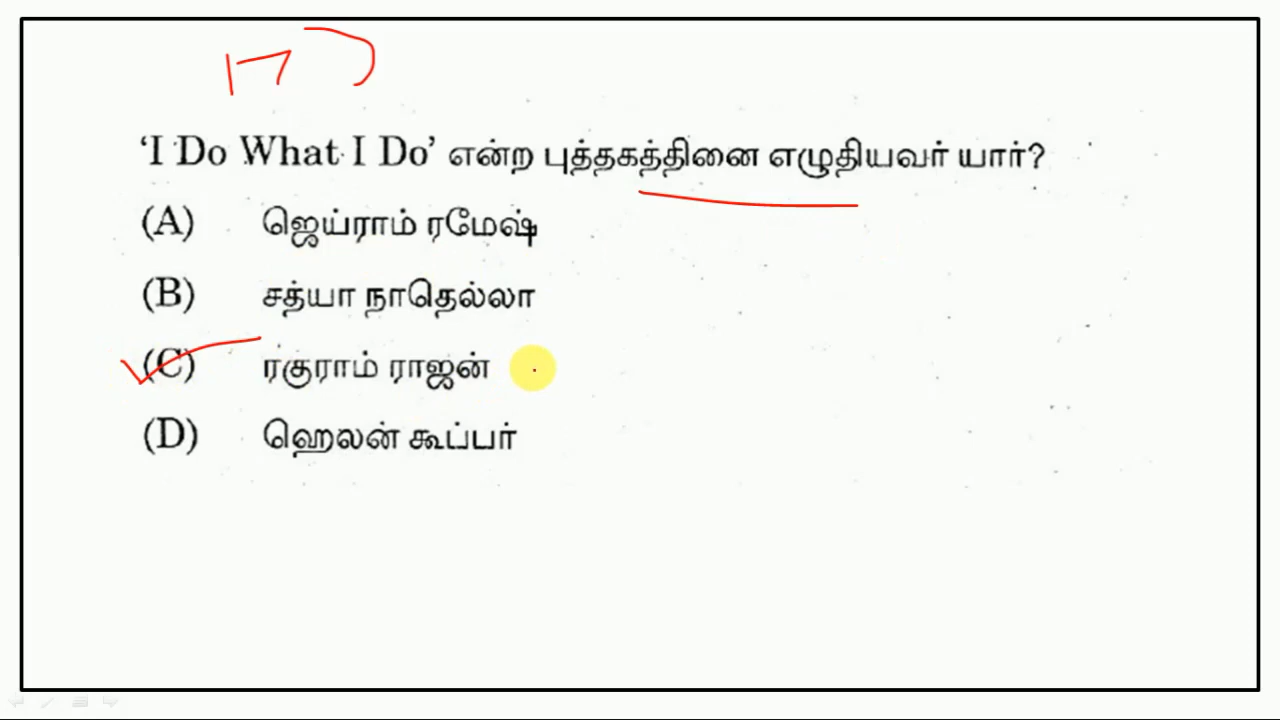 17)
'I Do What I Do' என்ற புத்தகத்தினை எழுதியவர் யார்?
(A) ஜெய்ராம் ரமேஷ்
(B) சத்யா நாதெல்லா
(C) ரகுராம் ராஜன்
(D) ஹெலன் கூப்பர்